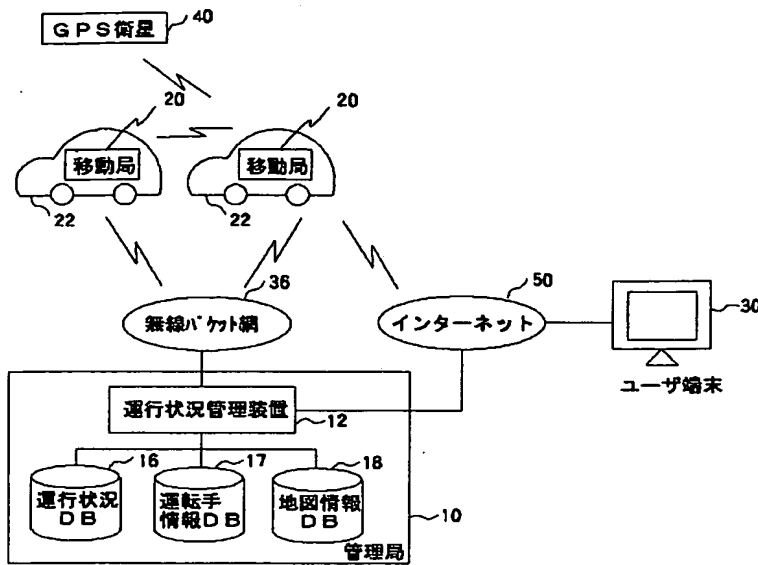 GPS衛星
40
20
20
移動局
移動局
22
22
36
50
30
無線パケット網
インターネット
ユーザ端末
運行状況管理装置
12
16
17
18
運行状況
DB
運転手
情報DB
地図情報
DB
10
管理局